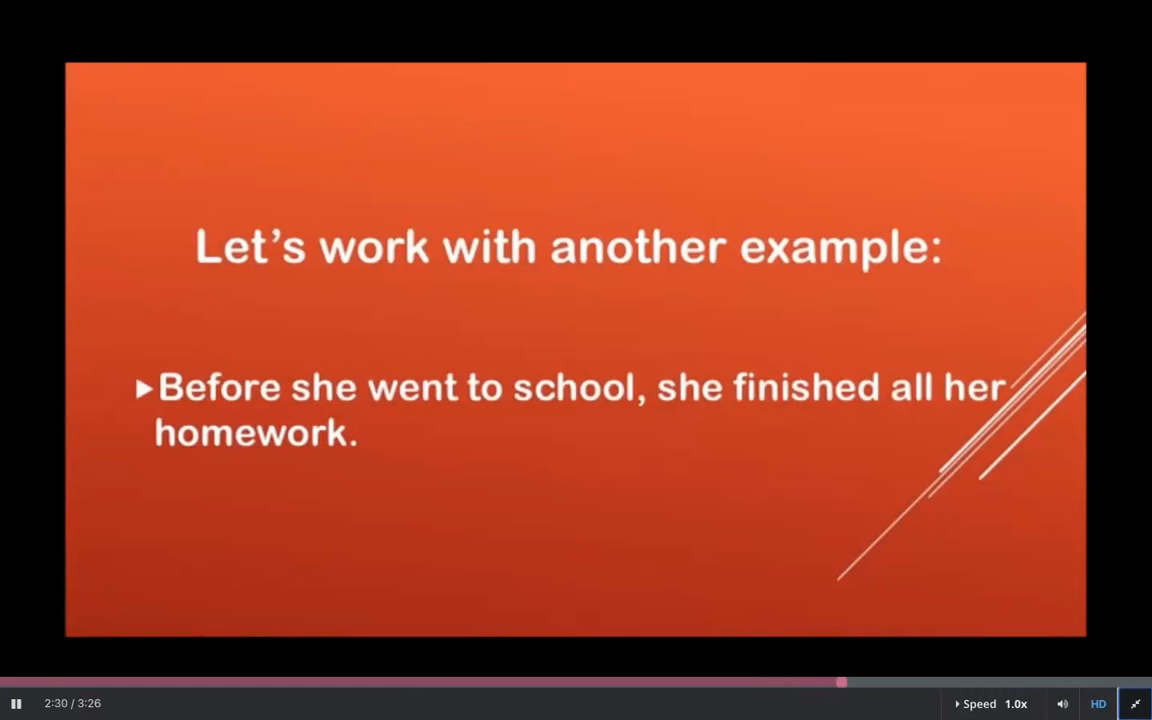 Let's work with another example:
▶Before she went to school, she finished all her
homework.
2:30 / 3:26
Speed 1.0x
HD